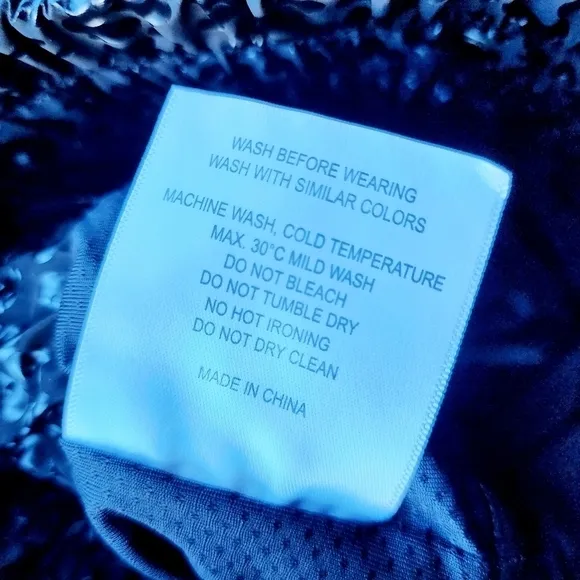 WASH BEFORE WEARING
WASH WITH SIMILAR COLORS
MACHINE WASH, COLD TEMPERATURE
MAX. 30°C MILD WASH
DO NOT BLEACH
DO NOT TUMBLE DRY
NO HOT IRONING
DO NOT DRY CLEAN
MADE IN CHINA